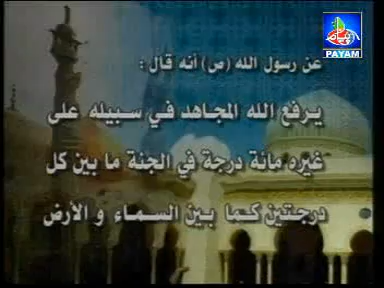 PAYAM
عن رسول الله (ص) أنه قال :
يرفع الله المجاهد في سبيله على
غيره مائة درجة في الجنة ما بين كل
درجتين كما بين السماء و الأرض